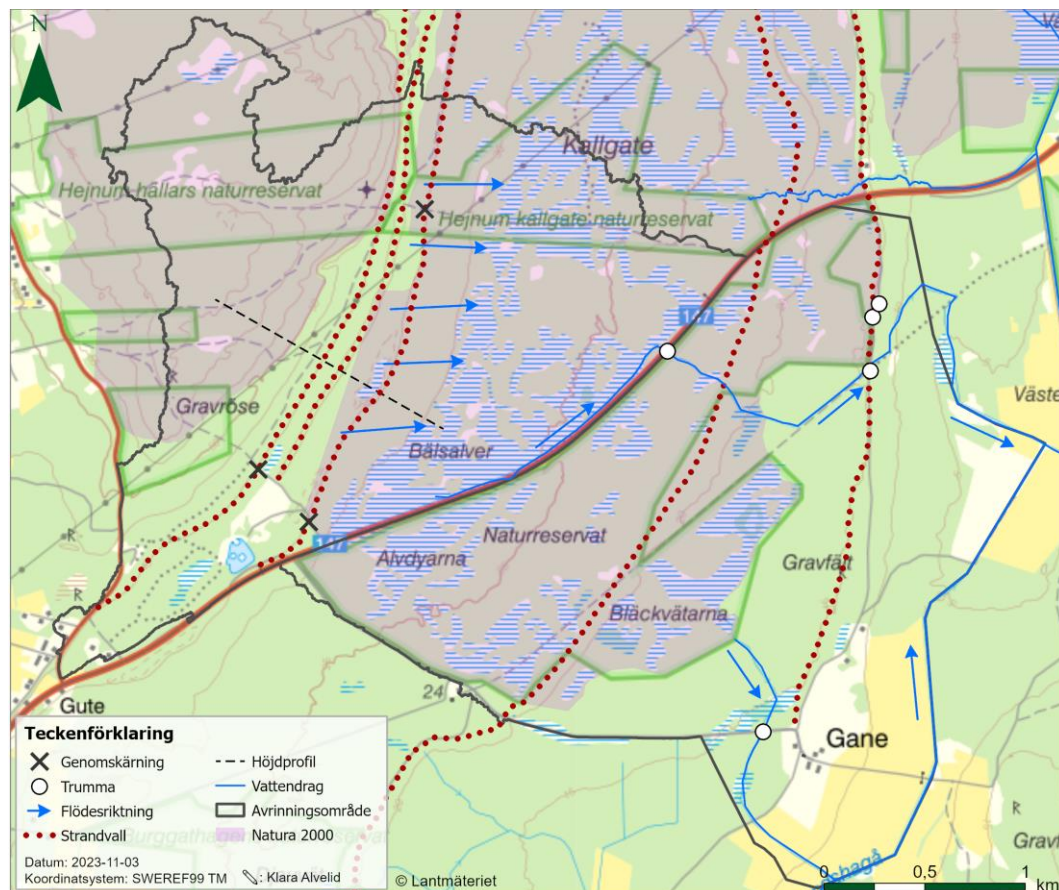 N
Kallgate
Hejnum hällars naturreservat
Hejnum kallgate naturreservat
147
Gravröse
Väste
Bälsalver
147
Naturreservat
Alvdyarna
Gravfält
Bläckvätarna
R
R
24
Gute
Gane
R
Gravf
Teckenförklaring
Genomskärning
Höjdprofil
Trumma
Vattendrag
Flödesriktning
Avrinningsområde
Strandvall
Natura 2000
Datum: 2023-11-03
Koordinatsystem: SWEREF99 TM
: Klara Alvelid
© Lantmäteriet
0 0,5 1
km